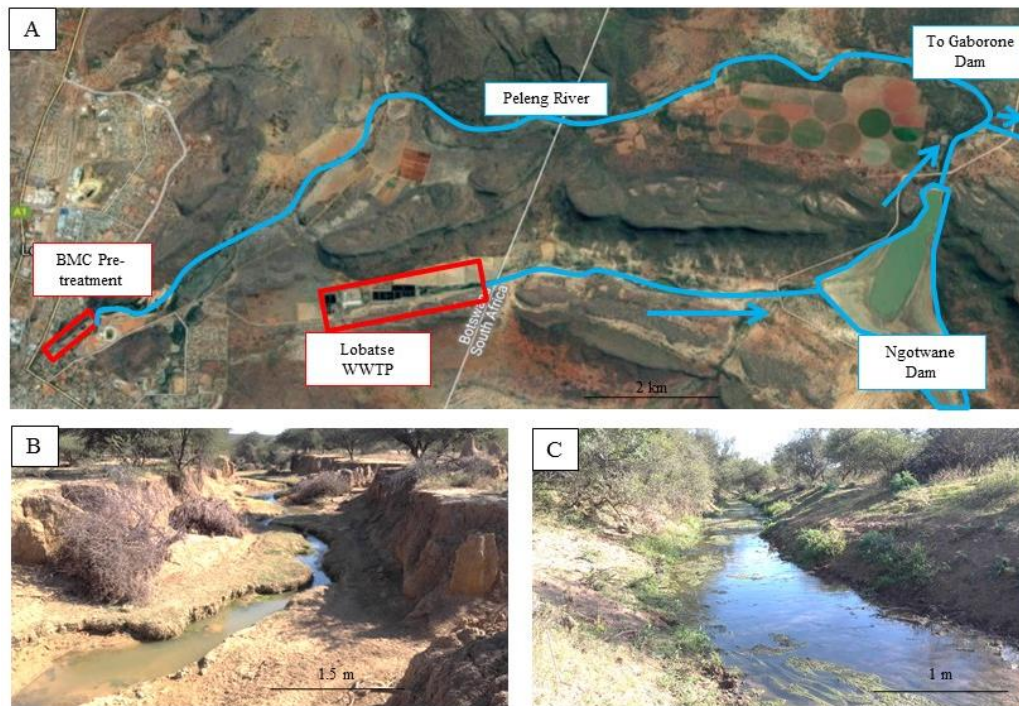 A
To Gaborone
Dam
Peleng River
A1
BMC Pre-
treatment
Lobatse
WWTP
Botswa
South Africa
2 km
Ngotwane
Dam
B
1.5 m
C
1 m